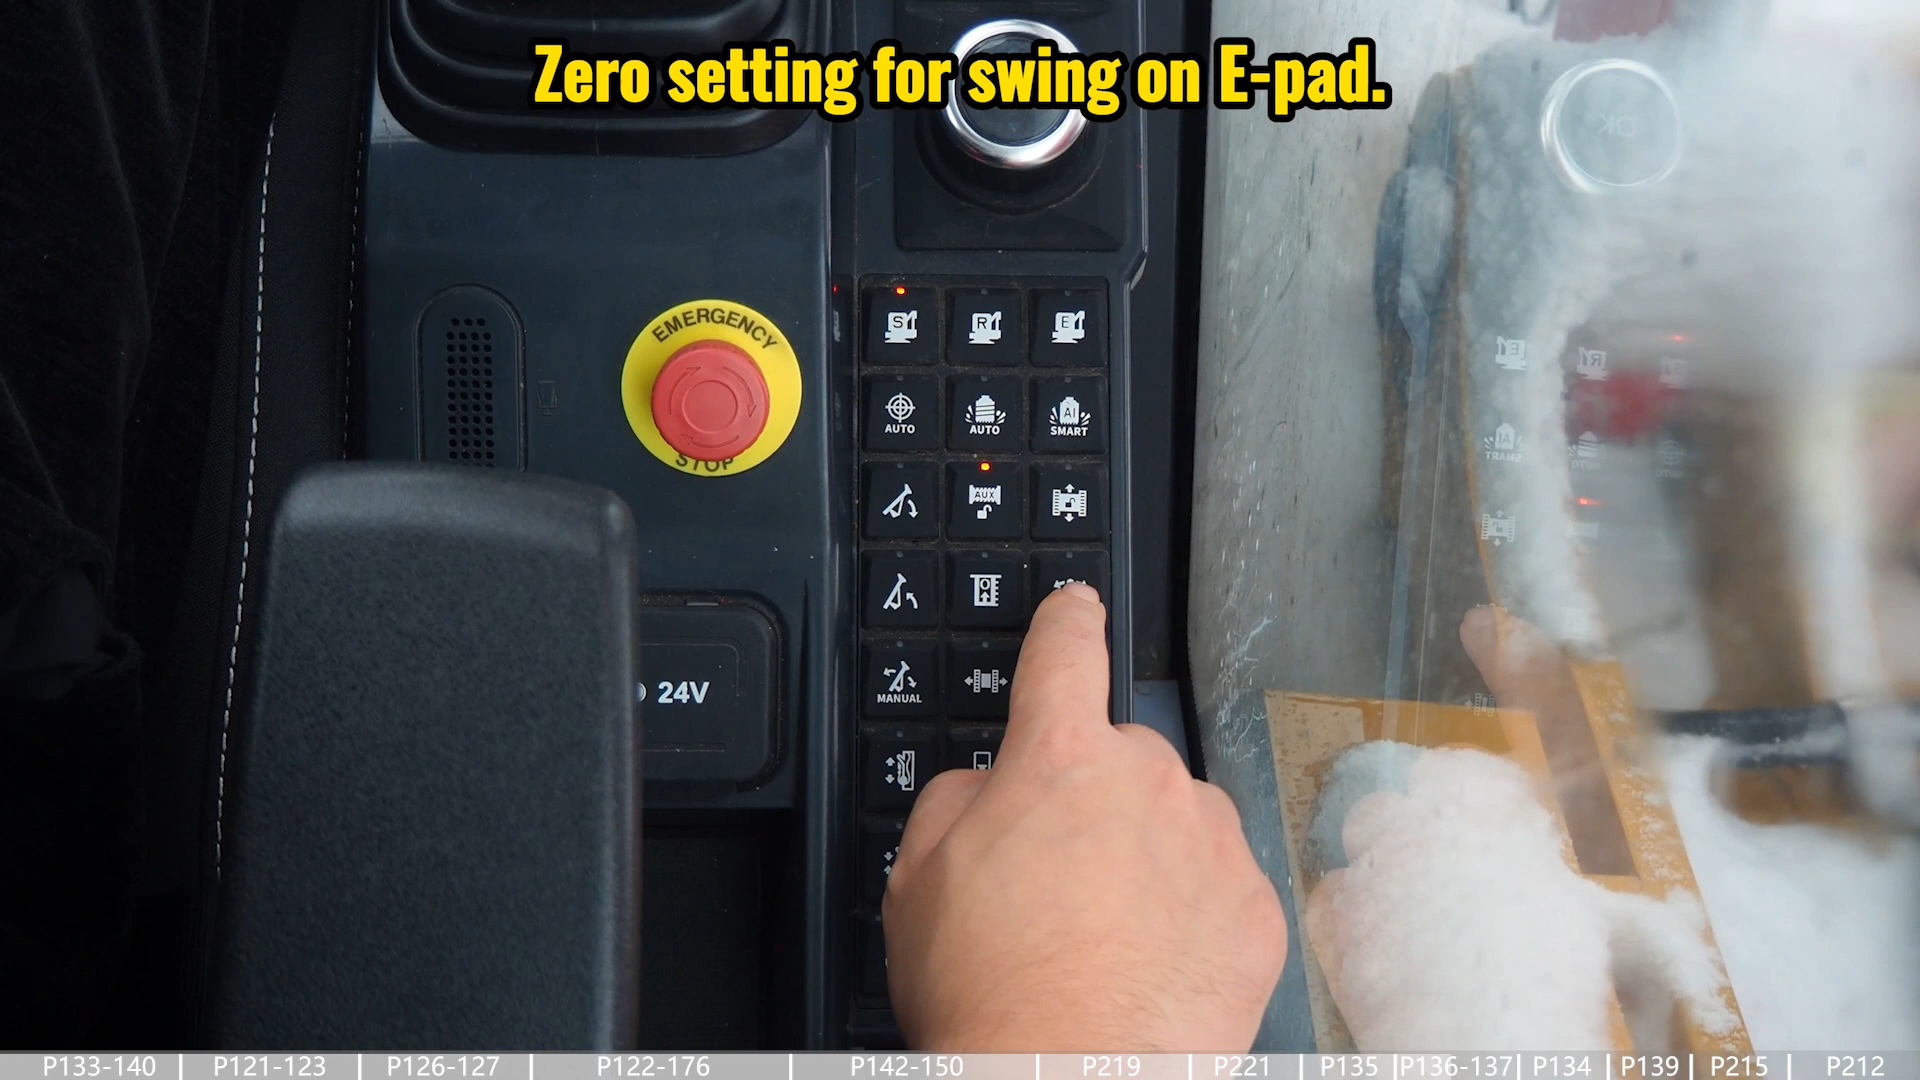 Zero setting for swing on E-pad.
EMERGENCY
STOP
S R E
AUTO AUTO AI
SMART
AUX
MANUAL
24V
P133-140 P121-123 P126-127 P122-176 P142-150 P219 P221 P135 P136-137 P134 P139 P215 P212